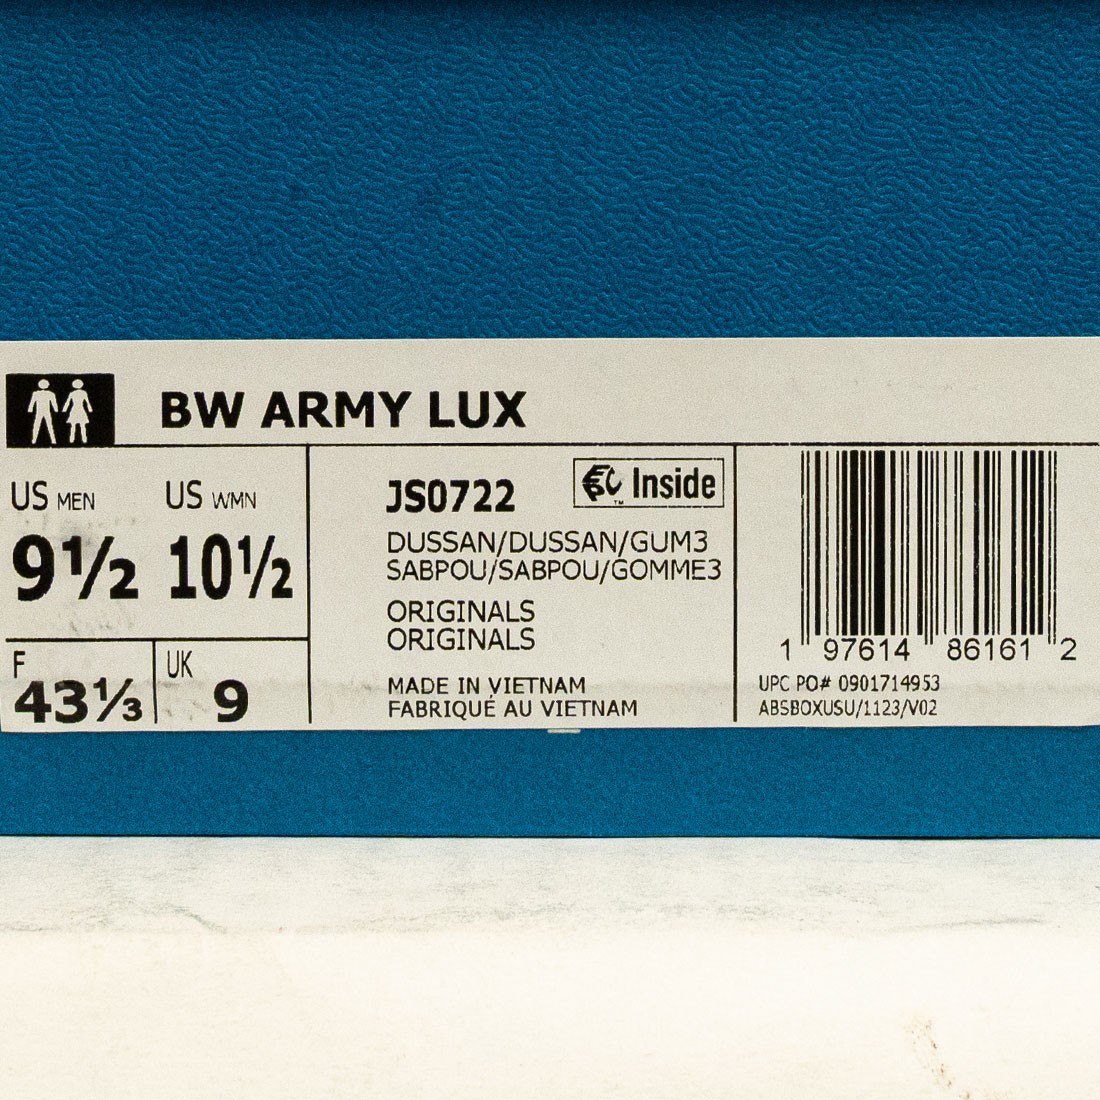 BW ARMY LUX
US MEN US WMN
9½ 10½
F 43⅓ UK 9
JS0722
EPC™ Inside
DUSSAN/DUSSAN/GUM3
SABPOU/SABPOU/GOMME3
ORIGINALS
ORIGINALS
MADE IN VIETNAM
FABRIQUÉ AU VIETNAM
1 97614 86161 2
UPC PO# 0901714953
ABSBOXUSU/1123/V02